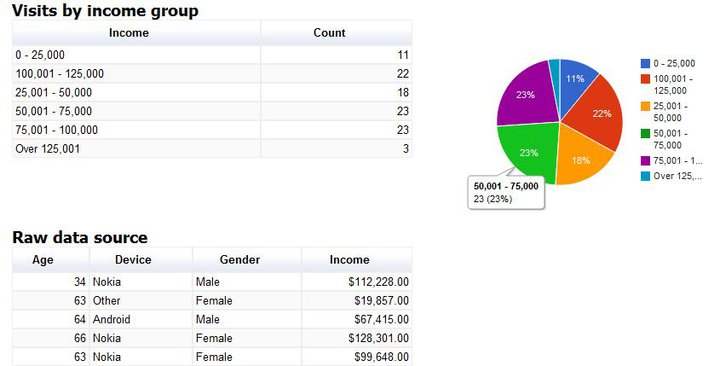 Visits by income group
Income Count
0 - 25,000 11
100,001 - 125,000 22
25,001 - 50,000 18
50,001 - 75,000 23
75,001 - 100,000 23
Over 125,001 3
11%
22%
18%
23%
23%
50,001 - 75,000
23 (23%)
0 - 25,000
100,001 -
125,000
25,001 -
50,000
50,001 -
75,000
75,001 - 1...
Over 125,...
Raw data source
Age Device Gender Income
34 Nokia Male $112,228.00
63 Other Female $19,857.00
64 Android Male $67,415.00
66 Nokia Female $128,301.00
63 Nokia Female $99,648.00